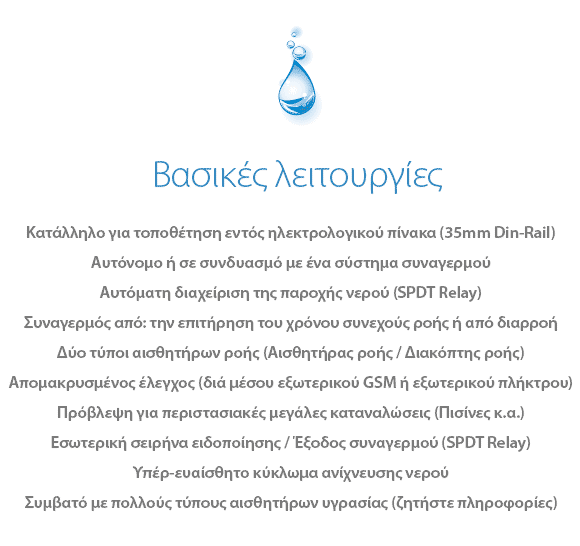 Βασικές λειτουργίες
Κατάλληλο για τοποθέτηση εντός ηλεκτρολογικού πίνακα (35mm Din-Rail)
Αυτόνομο ή σε συνδυασμό με ένα σύστημα συναγερμού
Αυτόματη διαχείριση της παροχής νερού (SPDT Relay)
Συναγερμός από: την επιτήρηση του χρόνου συνεχούς ροής ή από διαρροή
Δύο τύποι αισθητήρων ροής (Αισθητήρας ροής / Διακόπτης ροής)
Απομακρυσμένος έλεγχος (διά μέσου εξωτερικού GSM ή εξωτερικού πλήκτρου)
Πρόβλεψη για περιστασιακές μεγάλες καταναλώσεις (Πισίνες κ.α.)
Εσωτερική σειρήνα ειδοποίησης / Έξοδος συναγερμού (SPDT Relay)
Υπέρ-ευαίσθητο κύκλωμα ανίχνευσης νερού
Συμβατό με πολλούς τύπους αισθητήρων υγρασίας (ζητήστε πληροφορίες)